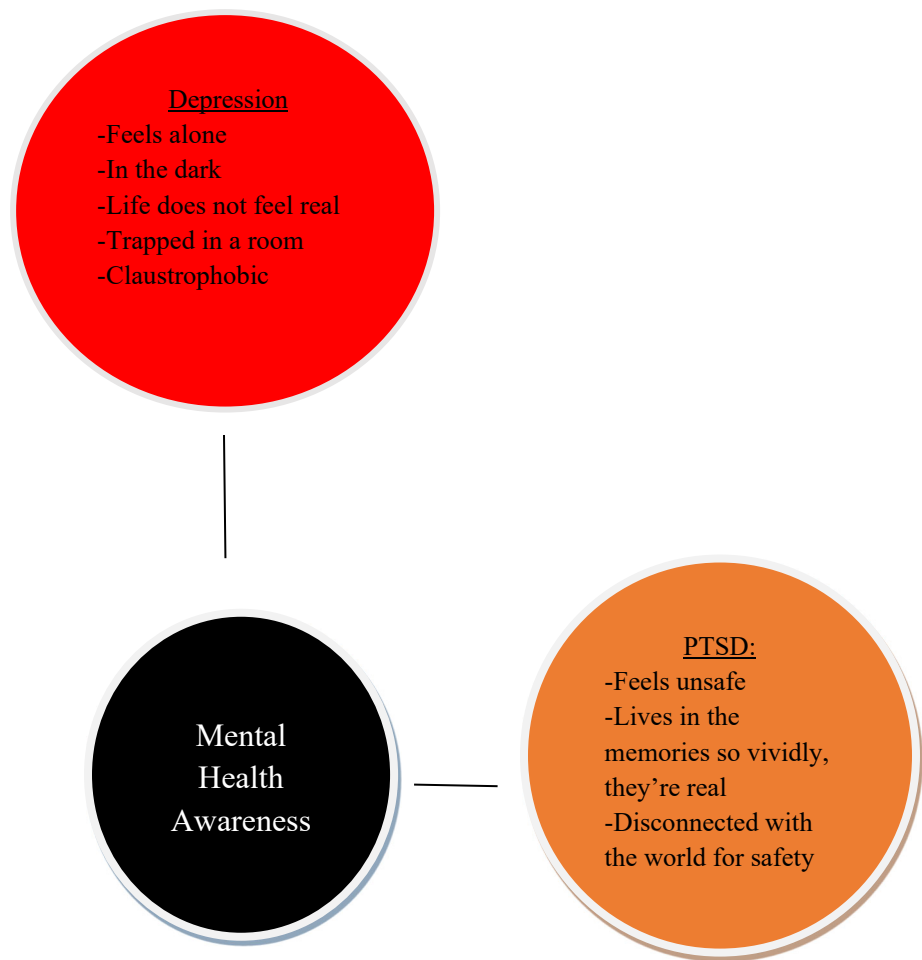 Depression
-Feels alone
-In the dark
-Life does not feel real
-Trapped in a room
-Claustrophobic
Mental
Health
Awareness
PTSD:
-Feels unsafe
-Lives in the
memories so vividly,
they’re real
-Disconnected with
the world for safety